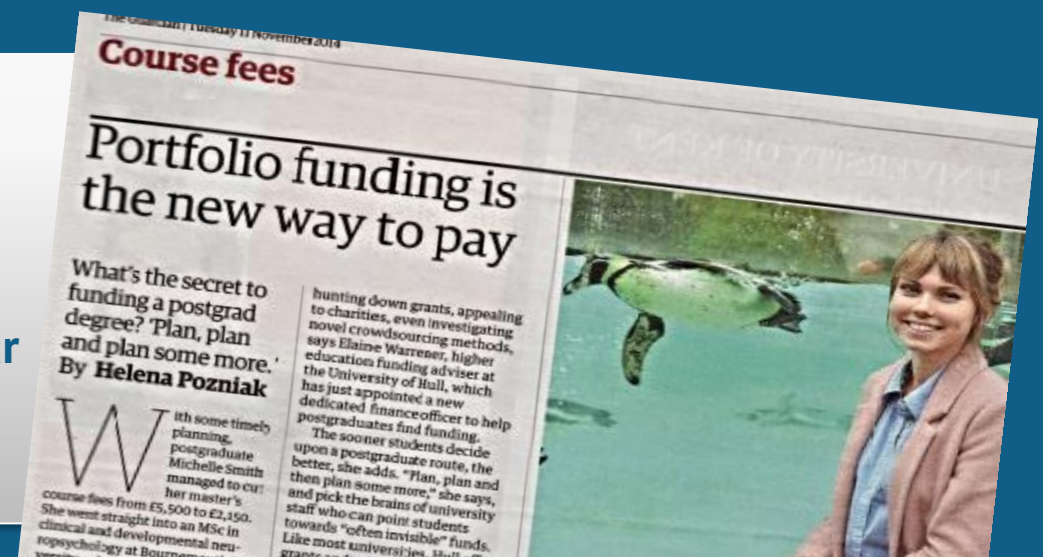 The Guardian | Tuesday 11 November 2014
Course fees
Portfolio funding is
the new way to pay
What's the secret to
funding a postgrad
degree? 'Plan, plan
and plan some more.'
By Helena Pozniak
With some timely
planning,
postgraduate
Michelle Smith
managed to cut
her master's
course fees from £5,500 to £2,150.
She went straight into an MSc in
clinical and developmental neu-
ropsychology at
hunting down grants, appealing
to charities, even investigating
novel crowdsourcing methods,
says Elaine Warrener, higher
education funding adviser at
the University of Hull, which
has just appointed a new
dedicated finance officer to help
postgraduates find funding.
The sooner students decide
upon a postgraduate route, the
better, she adds. "Plan, plan and
then plan some more," she says,
and pick the brains of university
staff who can point students
towards "often invisible" funds.
Like most universities, Hull
grants
r